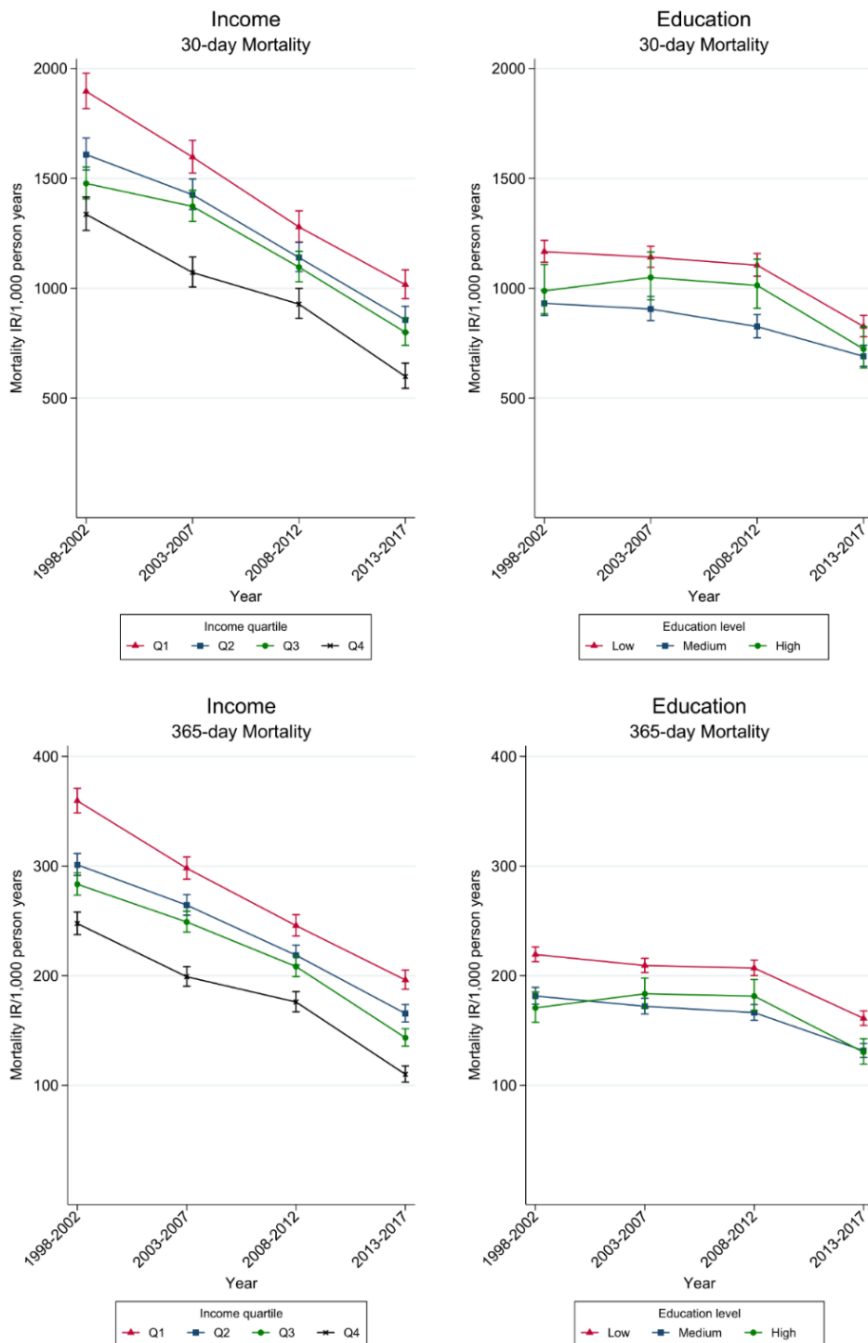 Income
30-day Mortality
Mortality IR/1,000 person years
2000
1500
1000
500
1998-2002
2003-2007
2008-2012
2013-2017
Year
Income quartile
Q1 Q2 Q3 Q4
Education
30-day Mortality
Mortality IR/1,000 person years
2000
1500
1000
500
1998-2002
2003-2007
2008-2012
2013-2017
Year
Education level
Low Medium High
Income
365-day Mortality
Mortality IR/1,000 person years
400
300
200
100
1998-2002
2003-2007
2008-2012
2013-2017
Year
Income quartile
Q1 Q2 Q3 Q4
Education
365-day Mortality
Mortality IR/1,000 person years
400
300
200
100
1998-2002
2003-2007
2008-2012
2013-2017
Year
Education level
Low Medium High